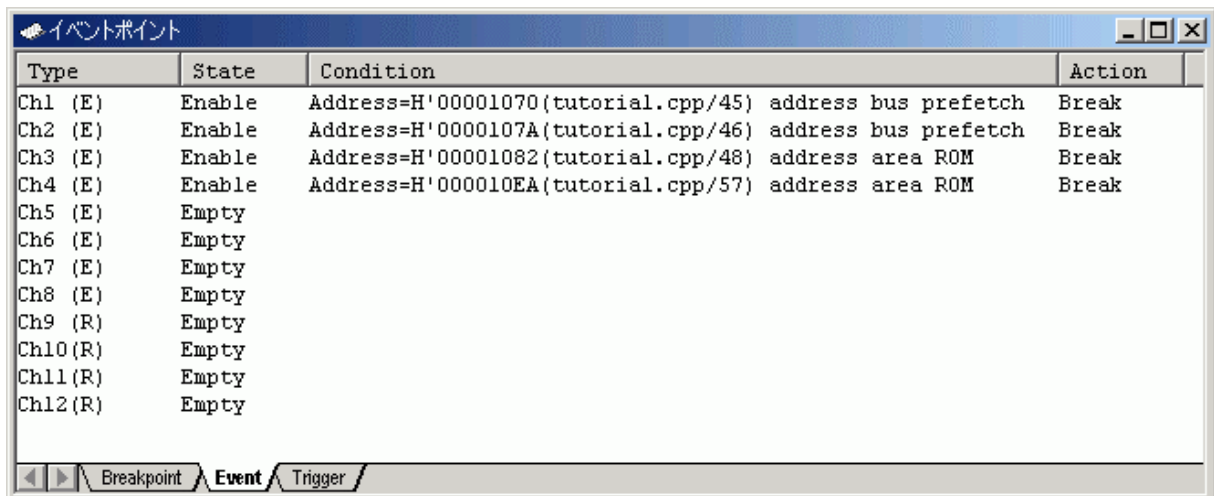 イベントポイント
Type State Condition Action
Ch1 (E) Enable Address=H'00001070(tutorial.cpp/45) address bus prefetch Break
Ch2 (E) Enable Address=H'0000107A(tutorial.cpp/46) address bus prefetch Break
Ch3 (E) Enable Address=H'00001082(tutorial.cpp/48) address area ROM Break
Ch4 (E) Enable Address=H'000010EA(tutorial.cpp/57) address area ROM Break
Ch5 (E) Empty
Ch6 (E) Empty
Ch7 (E) Empty
Ch8 (E) Empty
Ch9 (R) Empty
Ch10(R) Empty
Ch11(R) Empty
Ch12(R) Empty
Breakpoint Event Trigger